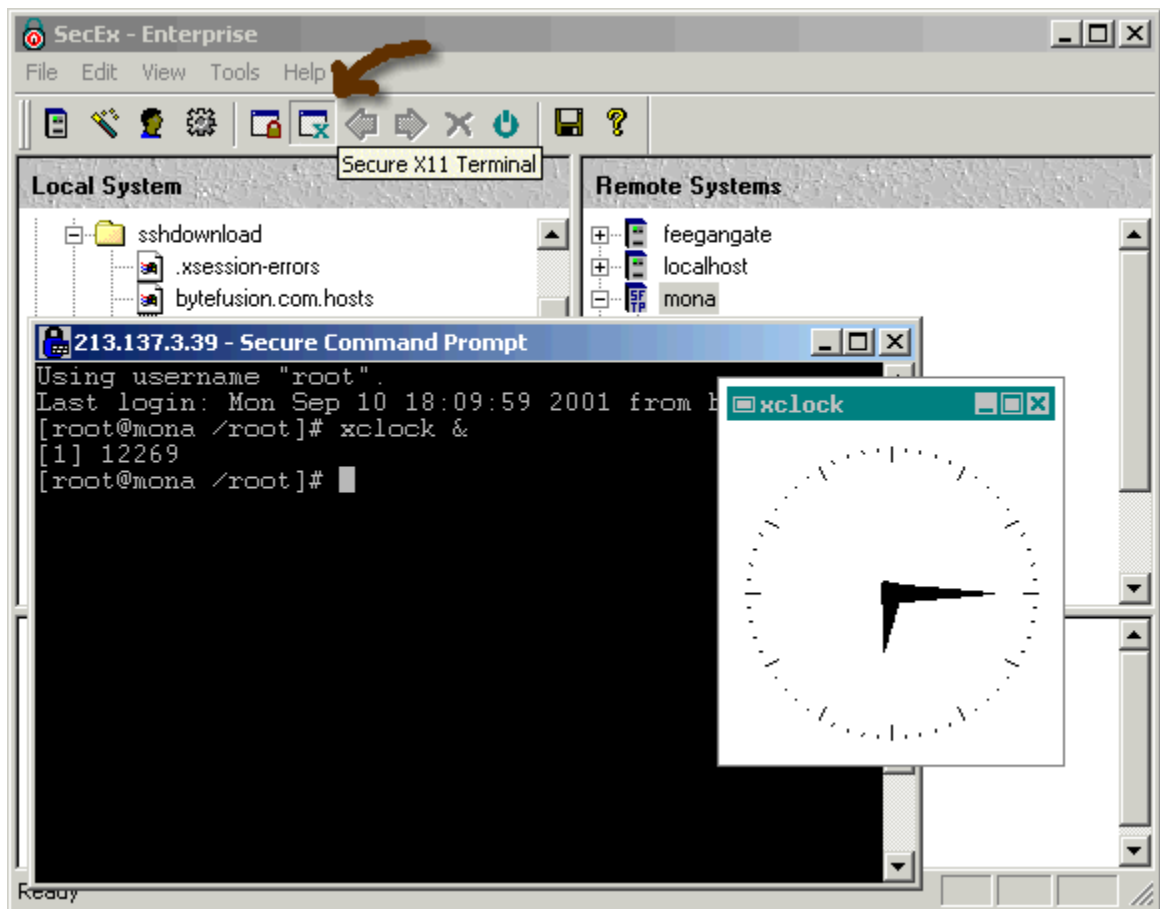 SecEx - Enterprise
File Edit View Tools Help
Secure X11 Terminal
Local System
Remote Systems
sshdownload
.xsession-errors
bytefusion.com.hosts
feegangate
localhost
SFTP mona
213.137.3.39 - Secure Command Prompt
Using username "root".
Last login: Mon Sep 10 18:09:59 2001 from
[root@mona /root]# xclock &
[1] 12269
[root@mona /root]#
xclock
Ready